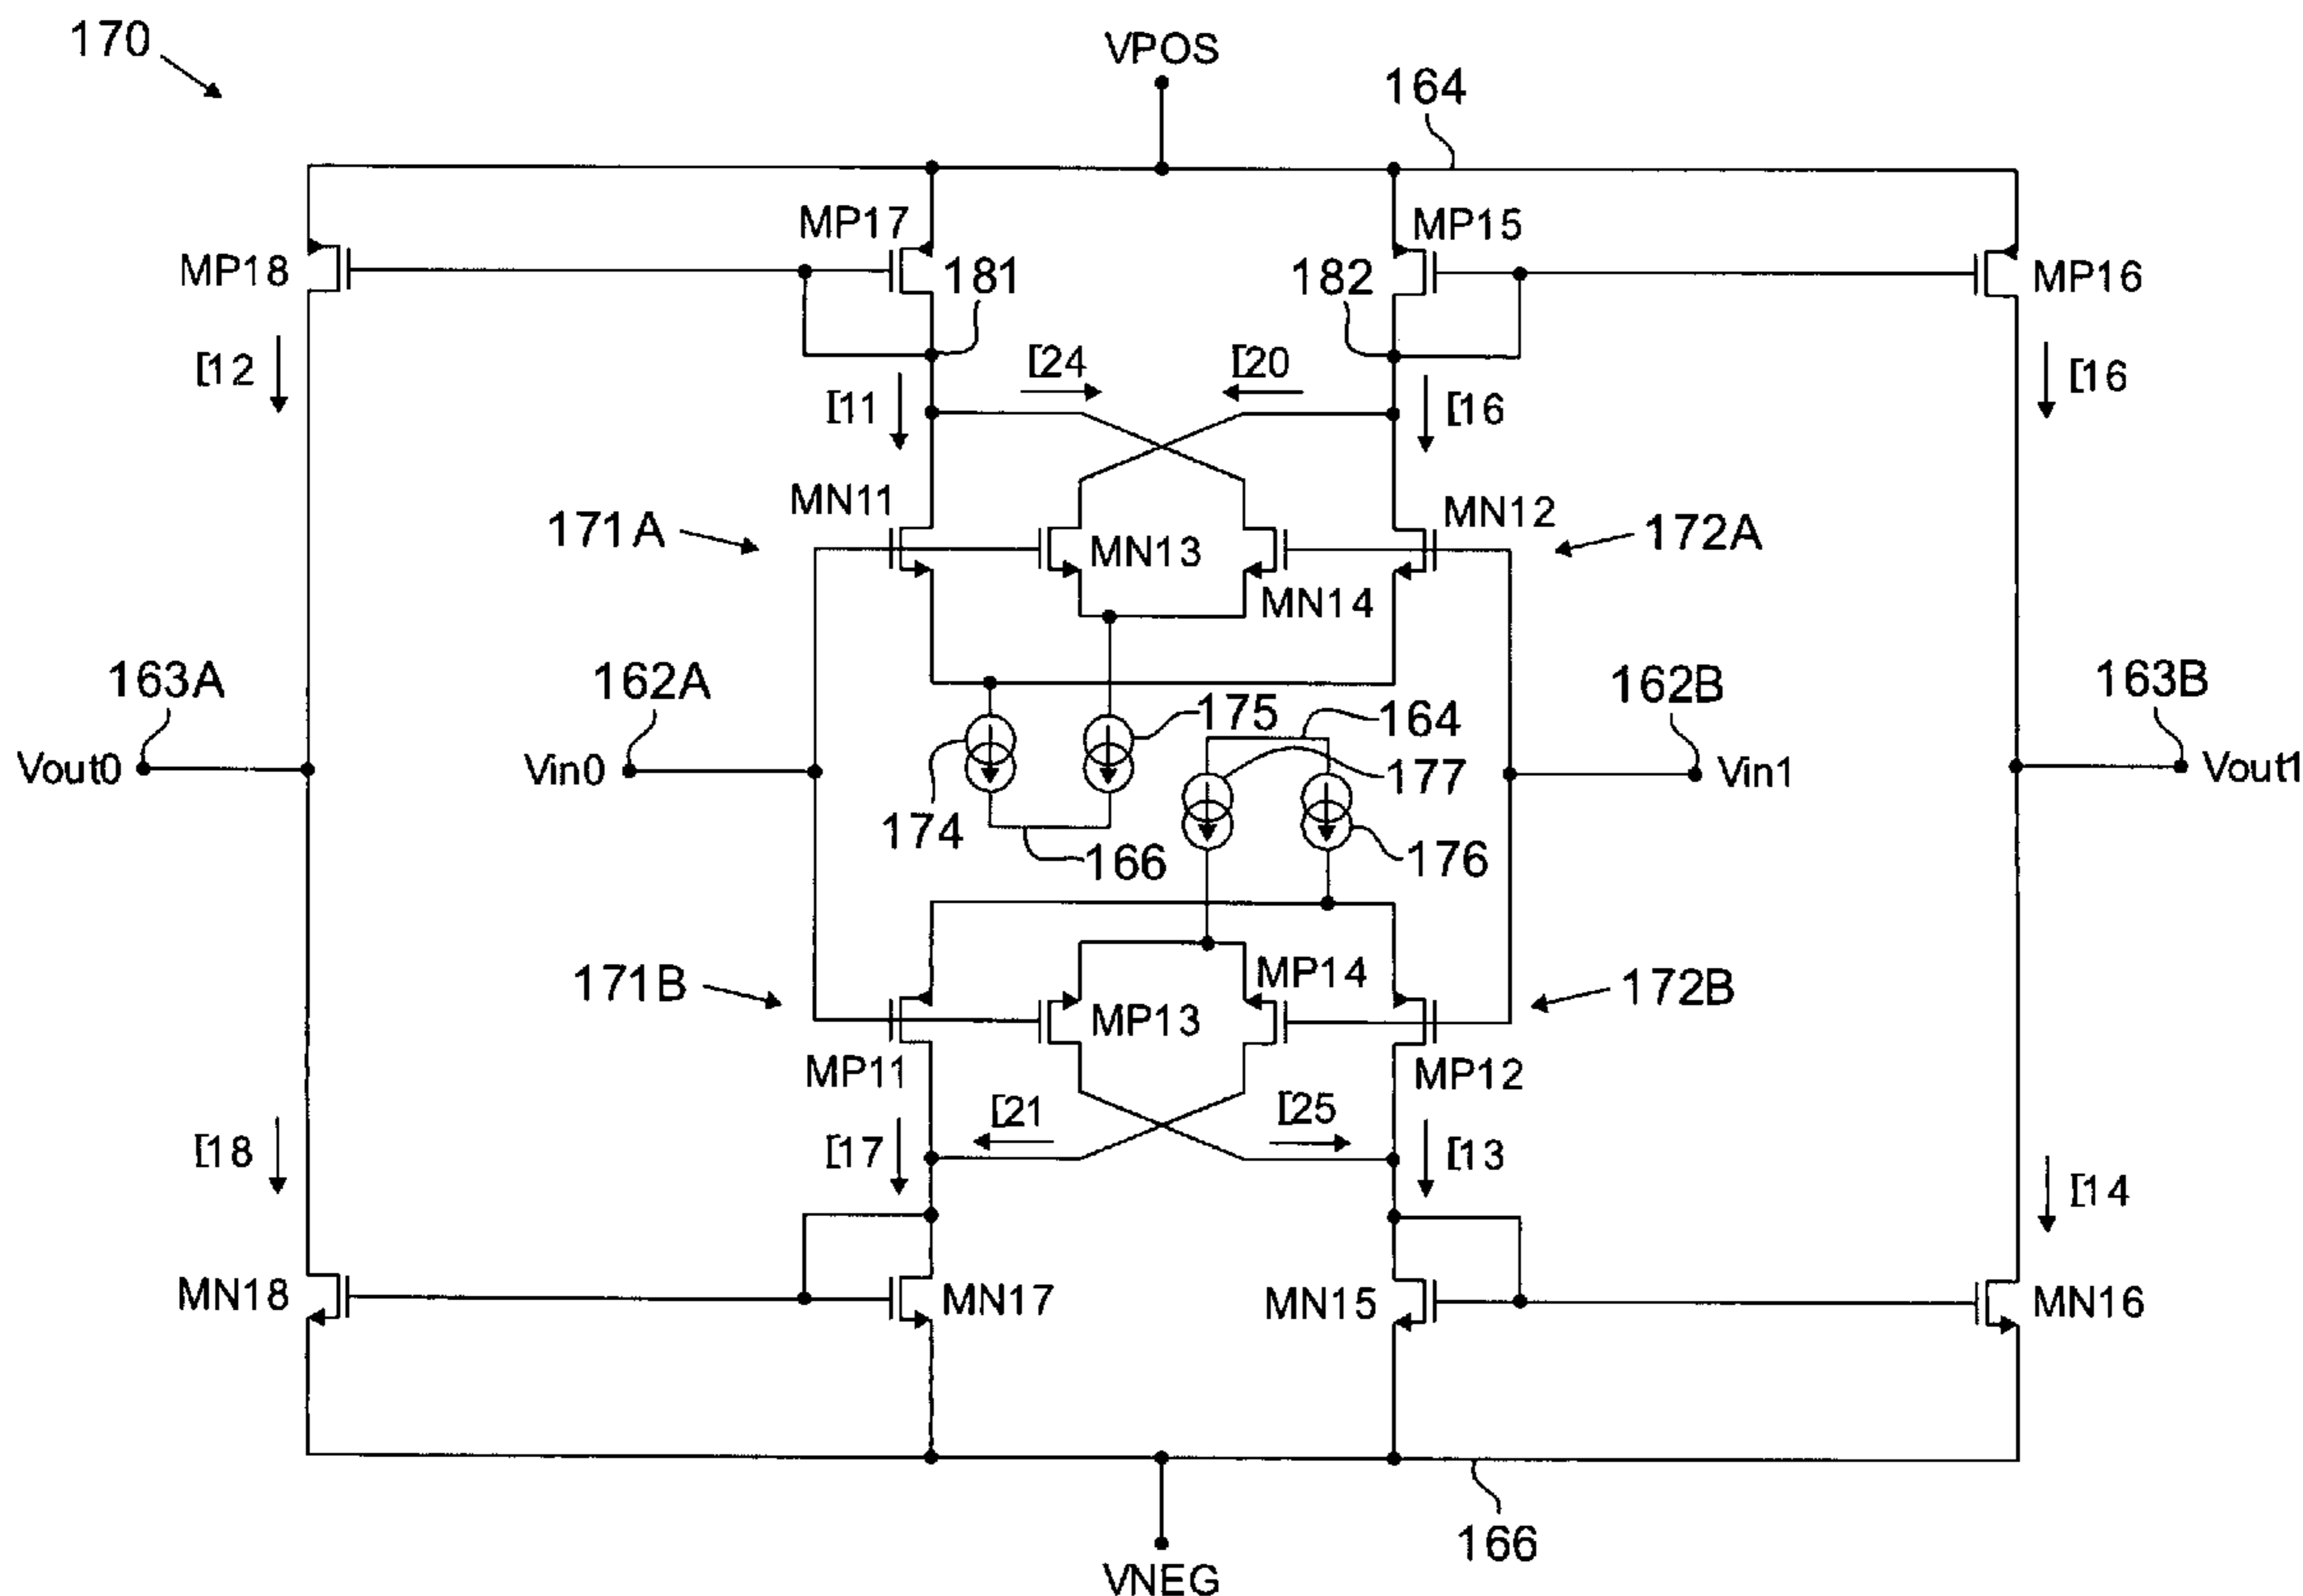 170
VPOS
164
MP17
MP15
MP18
181
182
MP16
I12
I24
I20
I11
I16
I16
MN11
MN12
171A
MN13
172A
MN14
163A
162A
162B
163B
175
164
Vout0
Vin0
177
Vin1
Vout1
174
166
176
171B
MP14
172B
MP13
MP11
MP12
I21
I25
I18
I17
I13
I14
MN18
MN17
MN15
MN16
166
VNEG